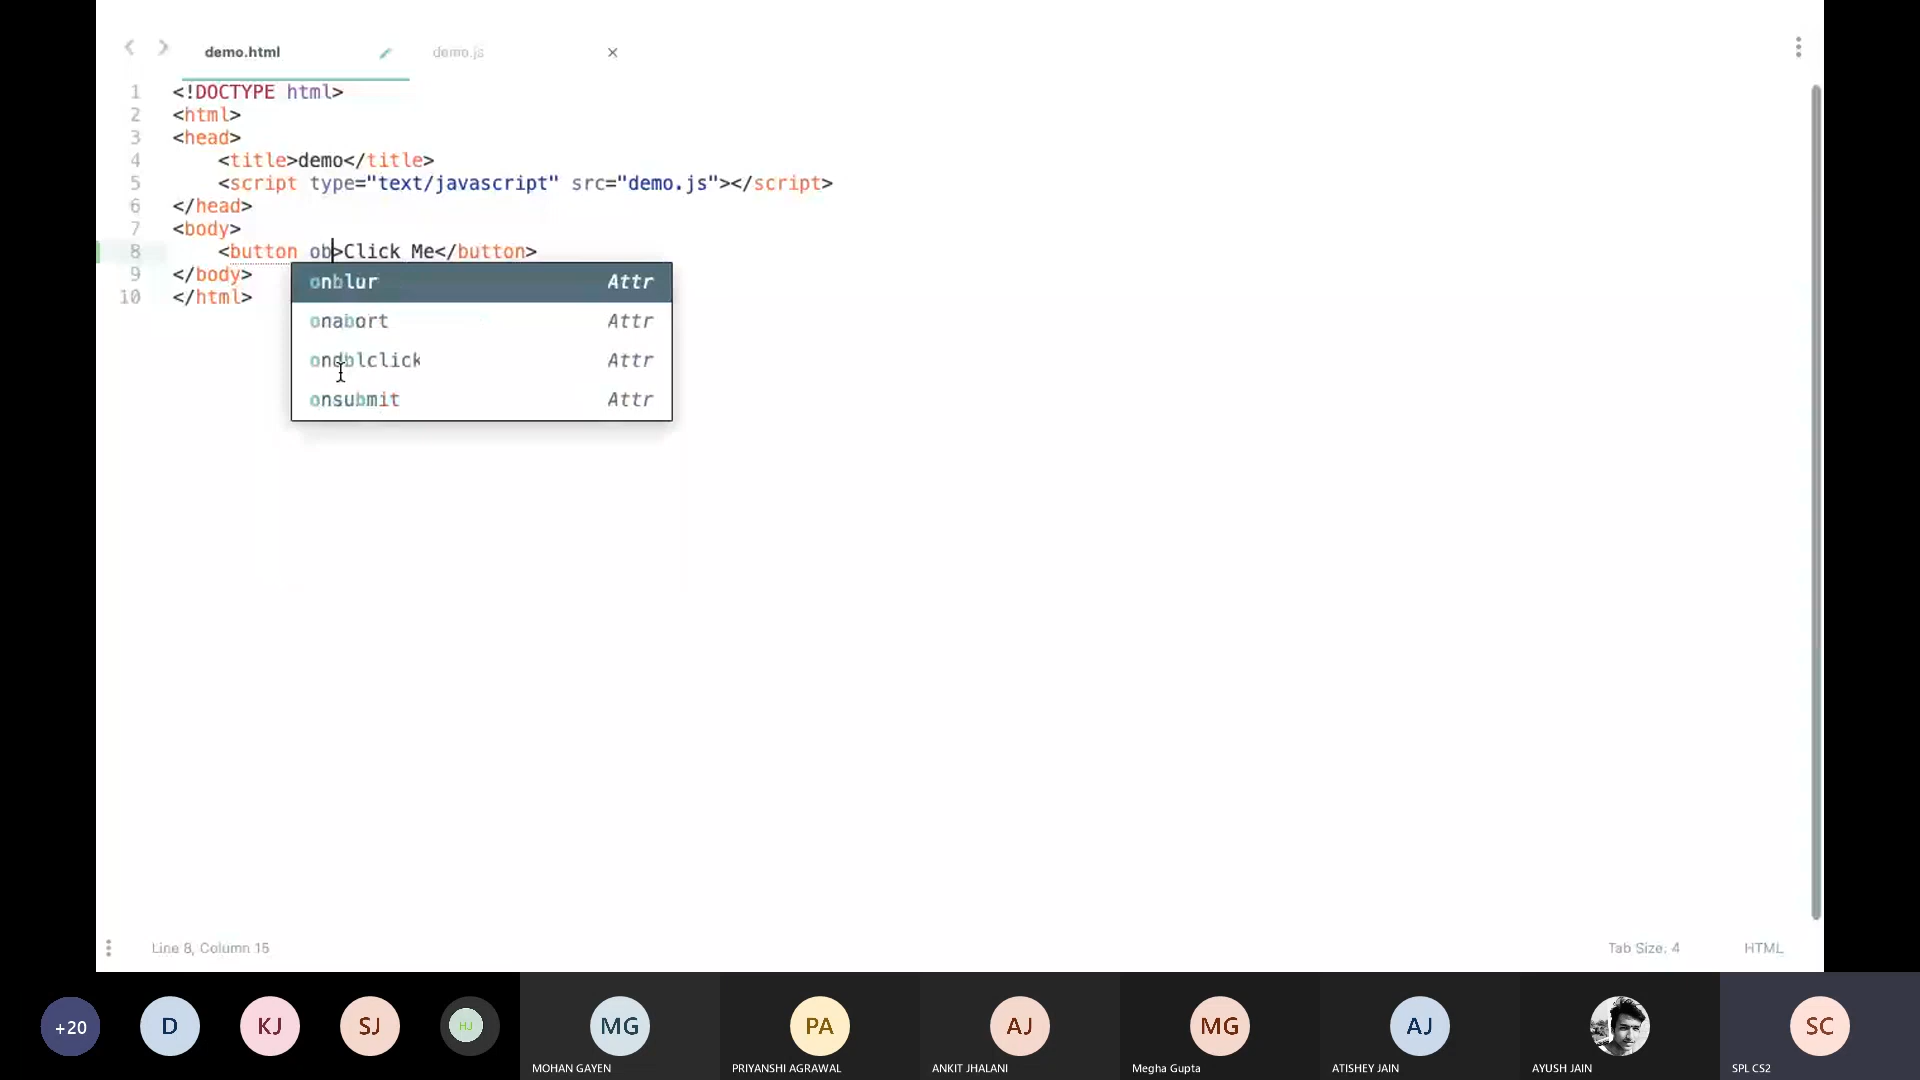 demo.html
demo.js
1 <!DOCTYPE html>
2 <html>
3 <head>
4 <title>demo</title>
5 <script type="text/javascript" src="demo.js"></script>
6 </head>
7 <body>
8 <button ob>Click Me</button>
9 </body>
10 </html>
onblur Attr
onabort Attr
ondblclick Attr
onsubmit Attr
Line 8, Column 15
Tab Size: 4
HTML
+20
D
KJ
SJ
HJ
MG
PA
AJ
MG
AJ
SC
MOHAN GAYEN
PRIYANSHI AGRAWAL
ANKIT JHALANI
Megha Gupta
ATISHEY JAIN
AYUSH JAIN
SPL CS2